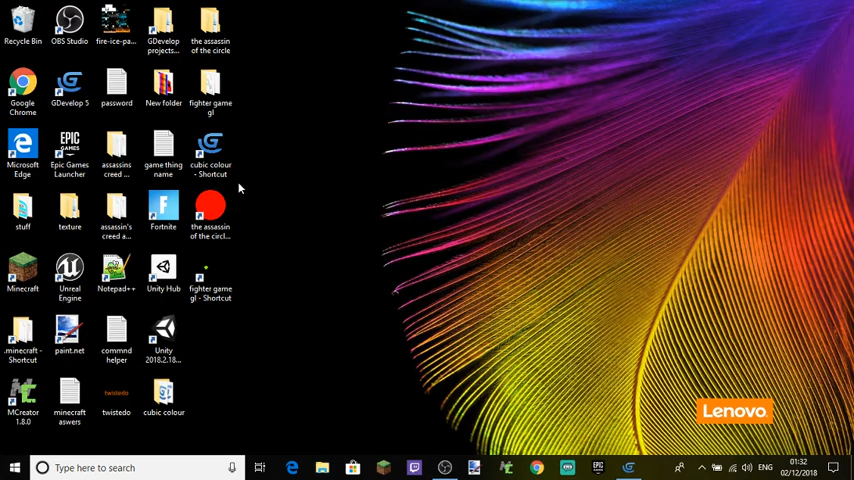 Recycle Bin
OBS Studio
fire-ice-pa...
GDevelop projects...
the assassin of the circle
Google Chrome
GDevelop 5
password
New folder
fighter game gl
Microsoft Edge
EPIC GAMES
Epic Games Launcher
assassins creed ...
game thing name
cubic colour - Shortcut
stuff
texture
assassin's creed a...
Fortnite
the assassin of the circl...
Minecraft
Unreal Engine
Notepad++
Unity Hub
fighter game gl - Shortcut
.minecraft - Shortcut
paint.net
commnd helper
Unity 2018.2.18...
MCreator 1.8.0
minecraft aswers
twistedo
twistedo
cubic colour
Lenovo
Type here to search
EPIC
ENG
01:32
02/12/2018